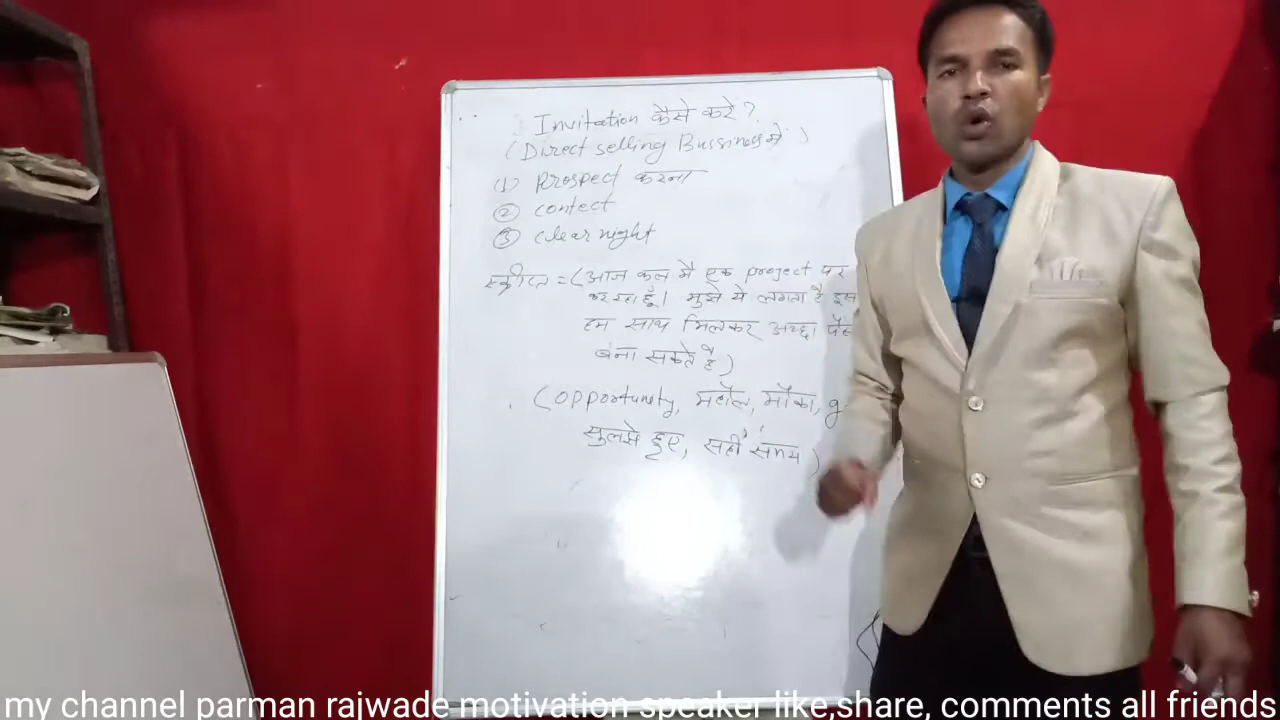 Invitation कैसे करे?
(Direct selling Bussiness में)
(1) Prospect करना
② contect
③ clear night
स्क्रीप्ट = (आज कल मै एक project पर
कर रहा हूँ। मुझे ये लगता है इस
हम साथ मिलकर अच्छा
बना सकते है)
(opportunity, माहौल, मौका, g
सुलझे हुए, सही समय)
my channel parman rajwade motivation speaker like,share, comments all friends